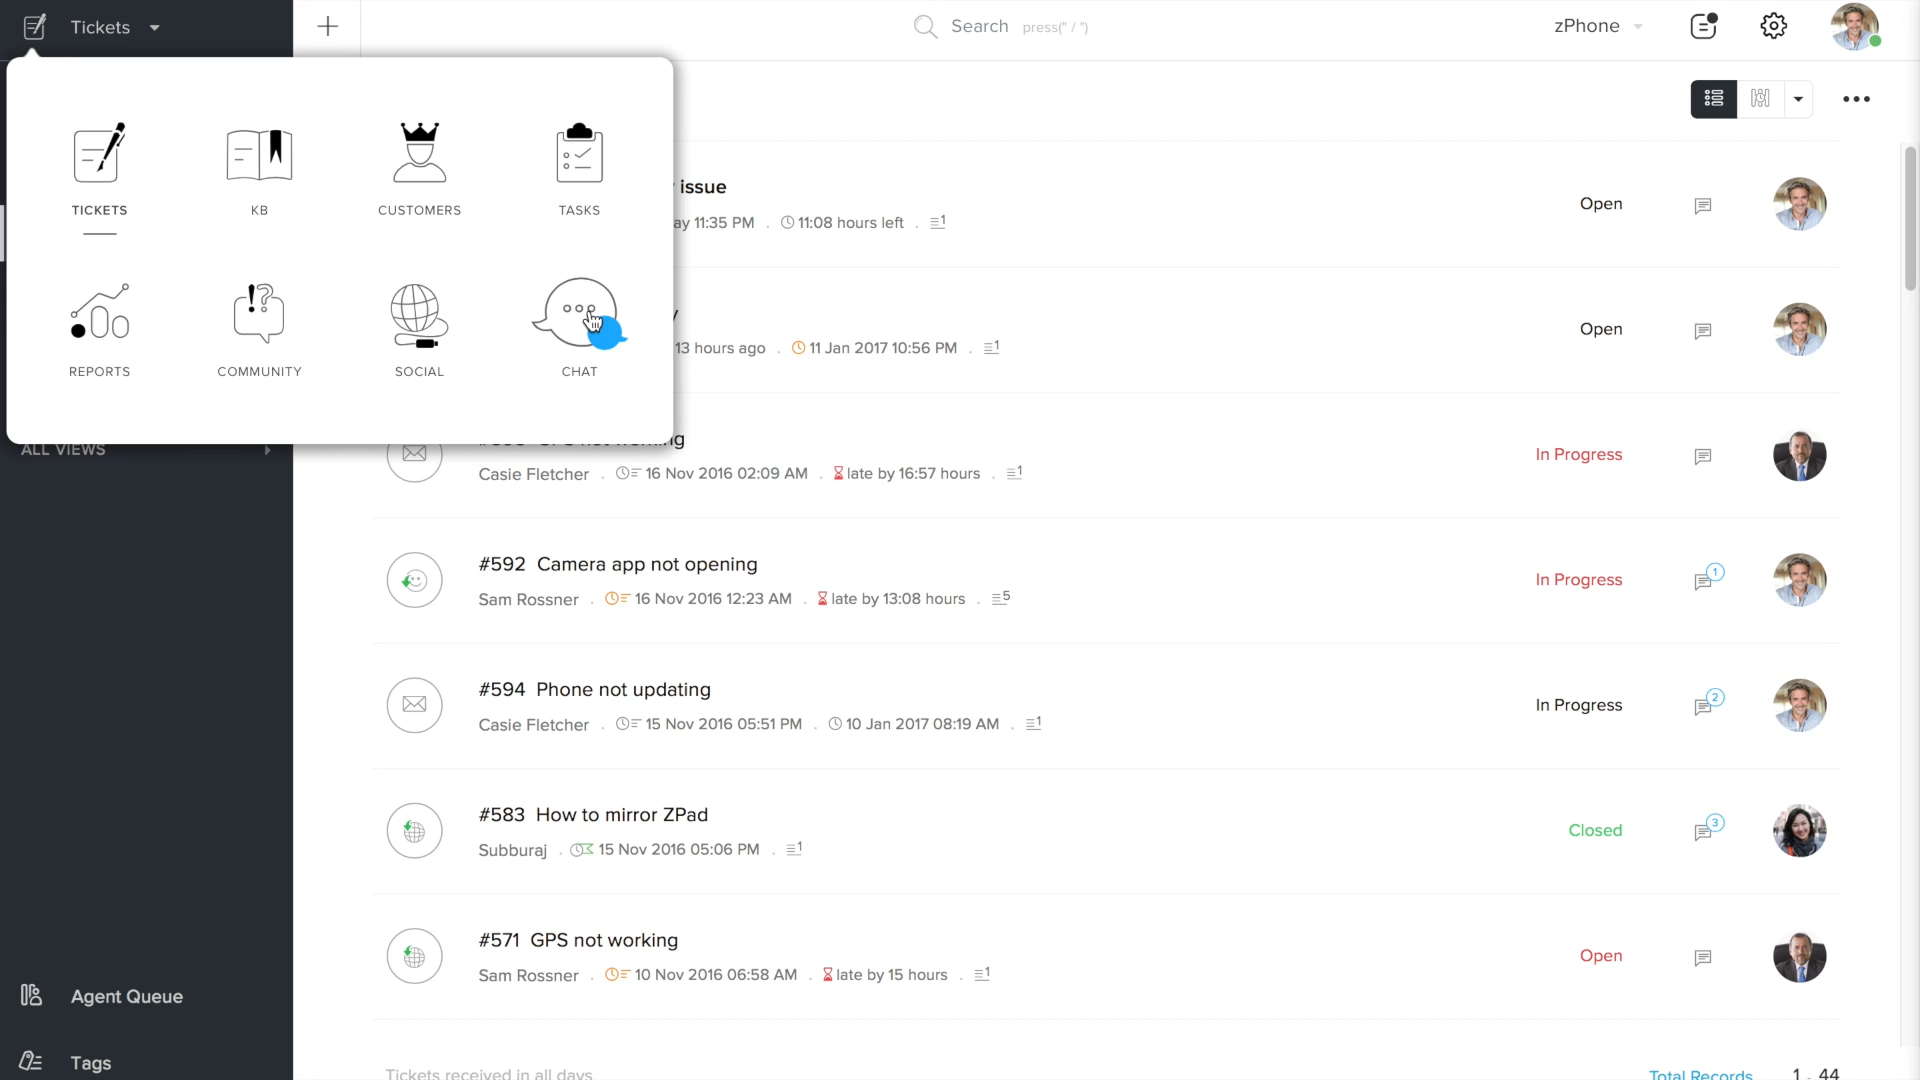 Tickets
Search press(" / ")
zPhone
TICKETS
KB
CUSTOMERS
TASKS
REPORTS
COMMUNITY
SOCIAL
CHAT
issue
ay 11:35 PM . 11:08 hours left . 1
Open
13 hours ago . 11 Jan 2017 10:56 PM . 1
Open
ALL VIEWS
GPS not working
Casie Fletcher . 16 Nov 2016 02:09 AM . late by 16:57 hours . 1
In Progress
#592 Camera app not opening
Sam Rossner . 16 Nov 2016 12:23 AM . late by 13:08 hours . 5
In Progress
1
#594 Phone not updating
Casie Fletcher . 15 Nov 2016 05:51 PM . 10 Jan 2017 08:19 AM . 1
In Progress
2
#583 How to mirror ZPad
Subburaj . 15 Nov 2016 05:06 PM . 1
Closed
3
#571 GPS not working
Sam Rossner . 10 Nov 2016 06:58 AM . late by 15 hours . 1
Open
Agent Queue
Tags
Tickets received in all days
Total Records 1 - 44